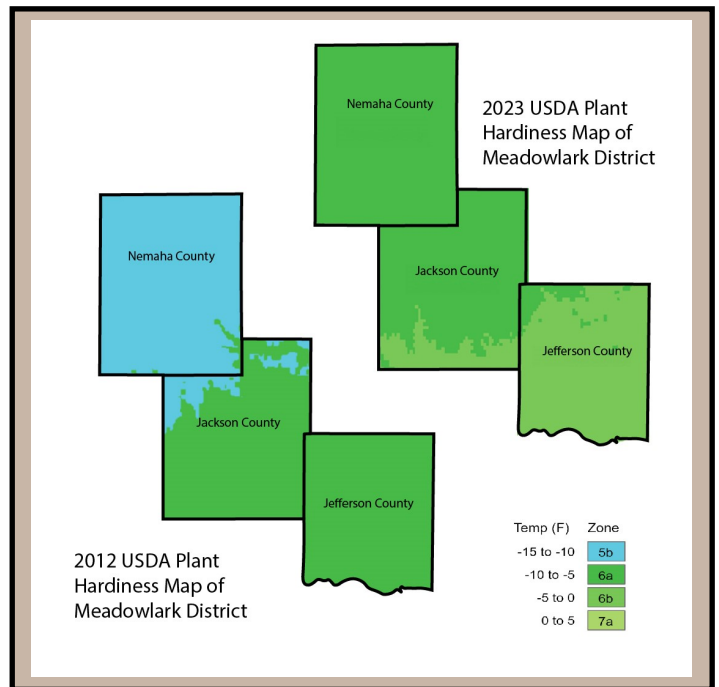 2023 USDA Plant
Hardiness Map of
Meadowlark District
Nemaha County
Jackson County
Jefferson County
Nemaha County
Jackson County
Jefferson County
2012 USDA Plant
Hardiness Map of
Meadowlark District
Temp (F) Zone
-15 to -10 5b
-10 to -5 6a
-5 to 0 6b
0 to 5 7a